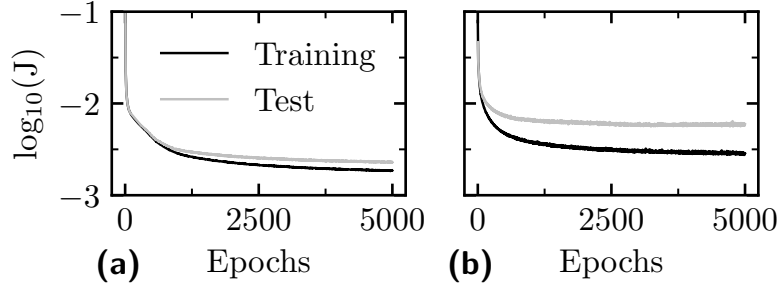 −1
−2
−3
log₁₀(J)
Training
Test
0 2500 5000
0 2500 5000
(a) Epochs
(b) Epochs